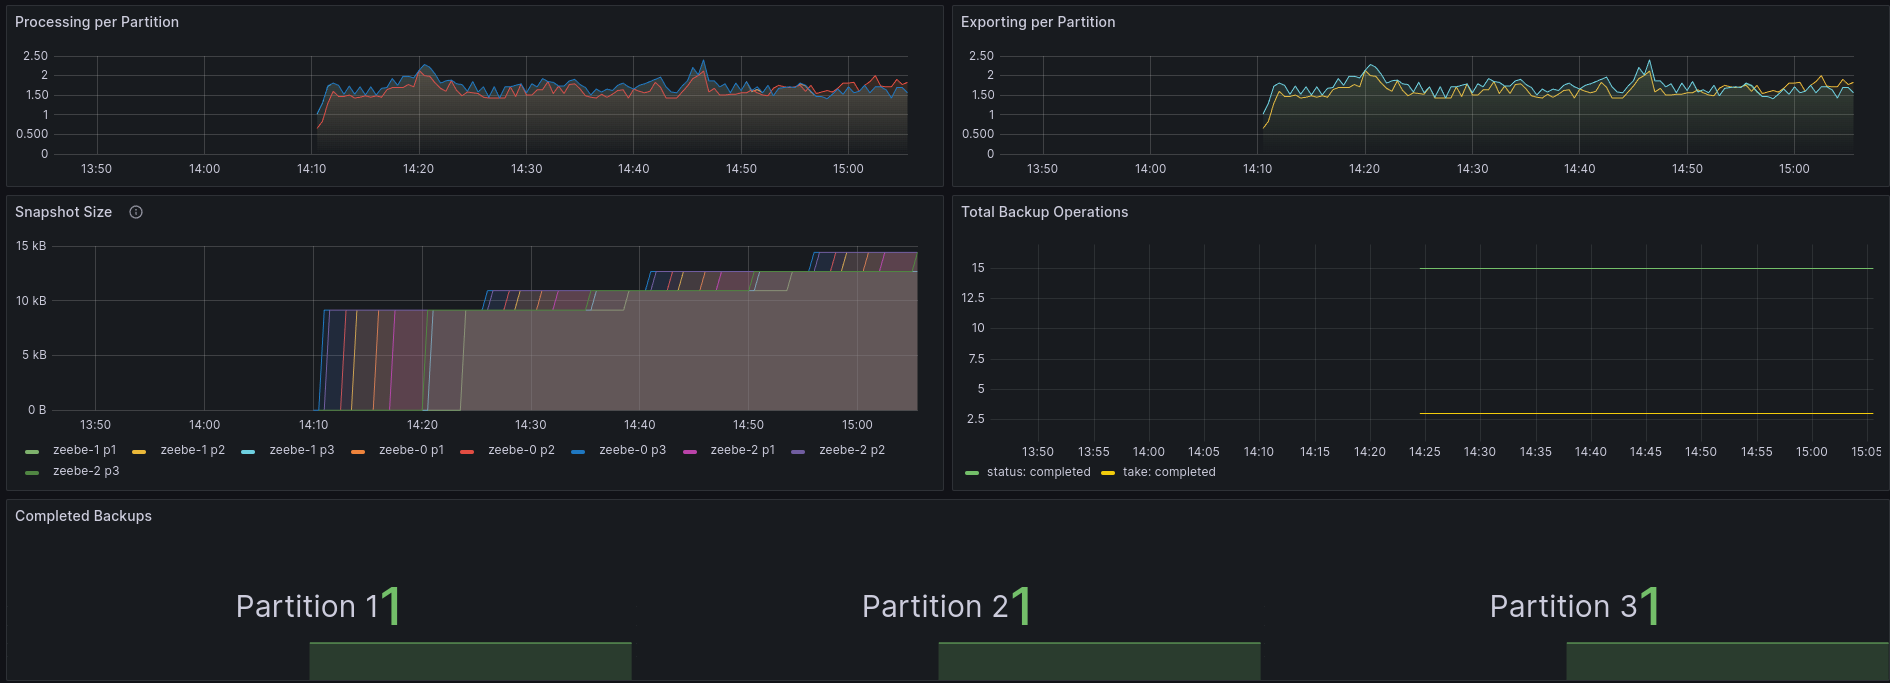 Processing per Partition
2.50
2
1.50
1
0.500
0
13:50 14:00 14:10 14:20 14:30 14:40 14:50 15:00
Exporting per Partition
2.50
2
1.50
1
0.500
0
13:50 14:00 14:10 14:20 14:30 14:40 14:50 15:00
Snapshot Size
15 kB
10 kB
5 kB
0 B
13:50 14:00 14:10 14:20 14:30 14:40 14:50 15:00
zeebe-1 p1 zeebe-1 p2 zeebe-1 p3 zeebe-0 p1 zeebe-0 p2 zeebe-0 p3 zeebe-2 p1 zeebe-2 p2
zeebe-2 p3
Total Backup Operations
15
12.5
10
7.5
5
2.5
13:50 13:55 14:00 14:05 14:10 14:15 14:20 14:25 14:30 14:35 14:40 14:45 14:50 14:55 15:00 15:05
status: completed take: completed
Completed Backups
Partition 1 1
Partition 2 1
Partition 3 1